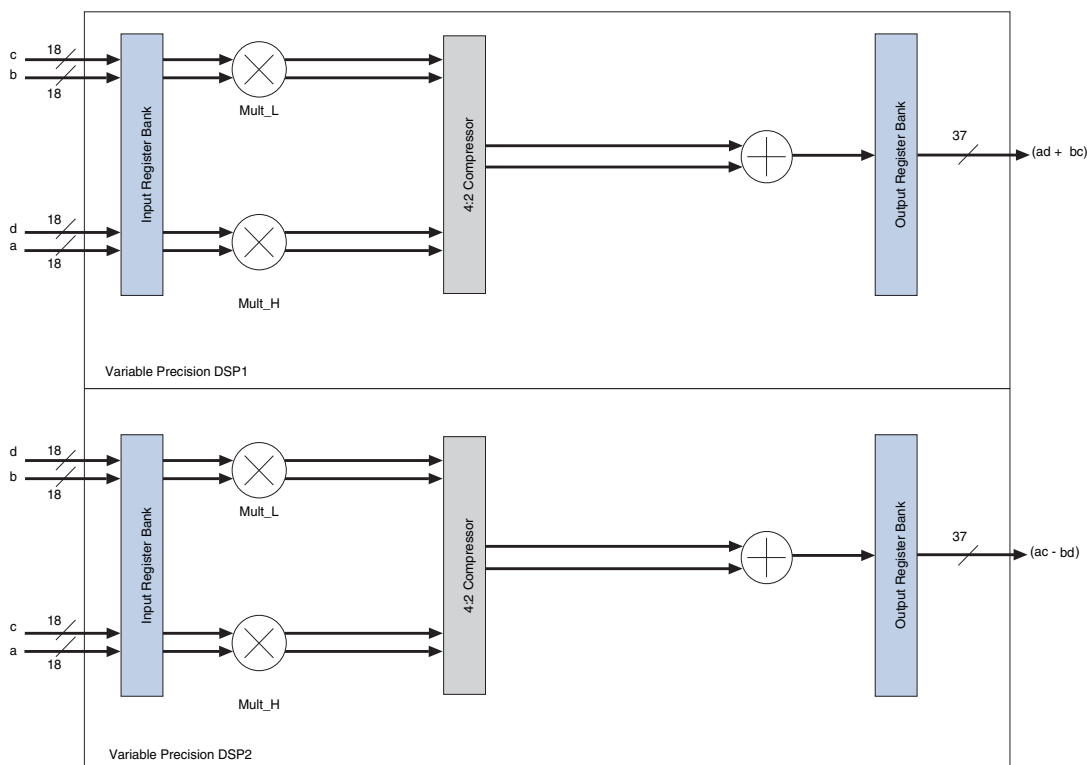 c
18
b
18
Input Register Bank
Mult_L
4:2 Compressor
Output Register Bank
37
(ad + bc)
d
18
a
18
Mult_H
Variable Precision DSP1
d
18
b
18
Input Register Bank
Mult_L
4:2 Compressor
Output Register Bank
37
(ac - bd)
c
18
a
18
Mult_H
Variable Precision DSP2